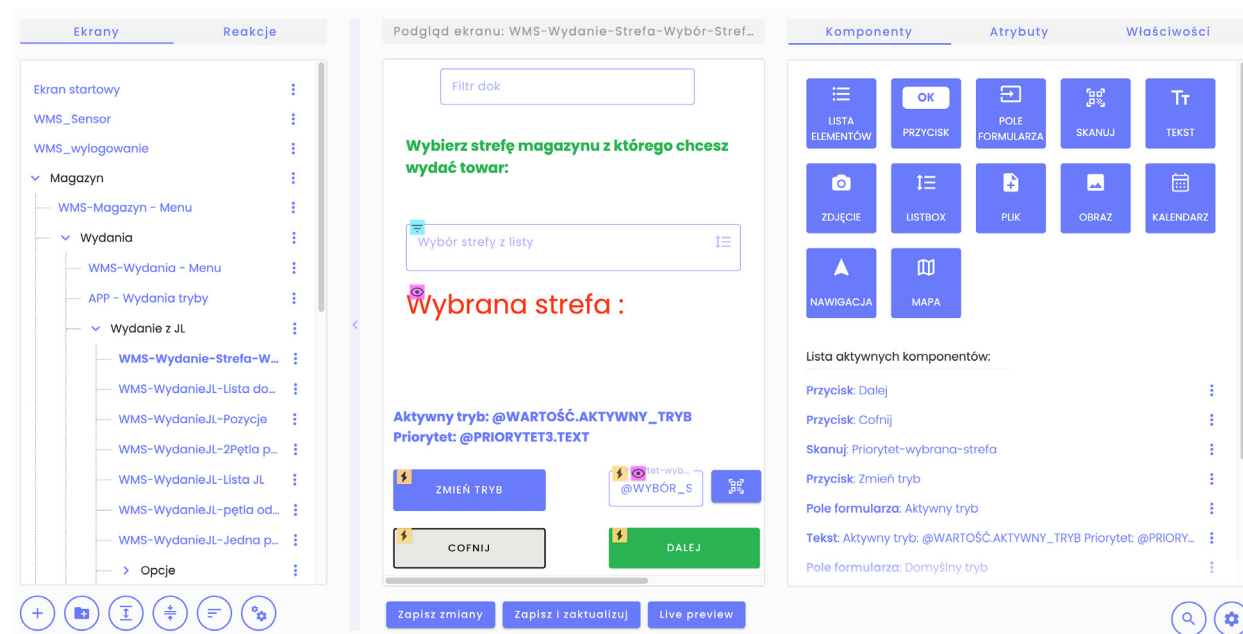 Ekrany
Reakcje
Ekran startowy
WMS_Sensor
WMS_wylogowanie
Magazyn
WMS-Magazyn - Menu
Wydania
WMS-Wydania - Menu
APP - Wydania tryby
Wydanie z JL
WMS-Wydanie-Strefa-W...
WMS-WydanieJL-Lista do...
WMS-WydanieJL-Pozycje
WMS-WydanieJL-2Pętla p...
WMS-WydanieJL-Lista JL
WMS-WydanieJL-pętla od...
WMS-WydanieJL-Jedna p...
Opcje
Podgląd ekranu: WMS-Wydanie-Strefa-Wybór-Stref...
Filtr dok
Wybierz strefę magazynu z którego chcesz
wydać towar:
Wybór strefy z listy
Wybrana strefa :
Aktywny tryb: @WARTOŚĆ.AKTYWNY_TRYB
Priorytet: @PRIORYTET3.TEXT
ZMIEŃ TRYB
tet-wyb...
@WYBÓR_S
COFNIJ
DALEJ
Zapisz zmiany
Zapisz i zaktualizuj
Live preview
Komponenty
Atrybuty
Właściwości
LISTA
ELEMENTÓW
OK
PRZYCISK
POLE
FORMULARZA
SKANUJ
TEKST
ZDJĘCIE
LISTBOX
PLIK
OBRAZ
KALENDARZ
NAWIGACJA
MAPA
Lista aktywnych komponentów:
Przycisk: Dalej
Przycisk: Cofnij
Skanuj: Priorytet-wybrana-strefa
Przycisk: Zmień tryb
Pole formularza: Aktywny tryb
Tekst: Aktywny tryb: @WARTOŚĆ.AKTYWNY_TRYB Priorytet: @PRIORY...
Pole formularza: Domyślny tryb